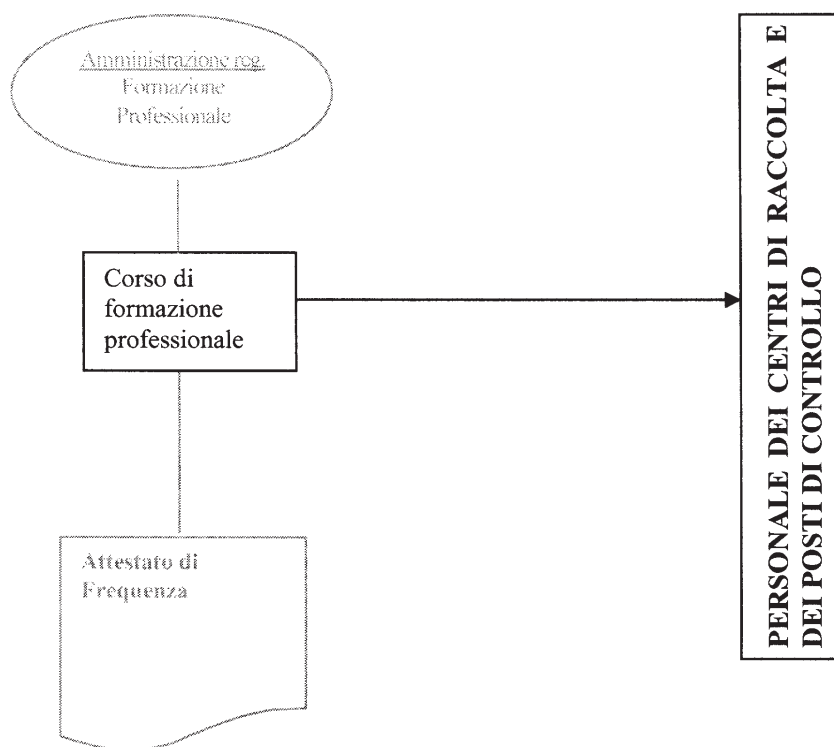 Amministrazione reg.
Formazione
Professionale
Corso di
formazione
professionale
Attestato di
Frequenza
PERSONALE DEI CENTRI DI RACCOLTA E
DEI POSTI DI CONTROLLO